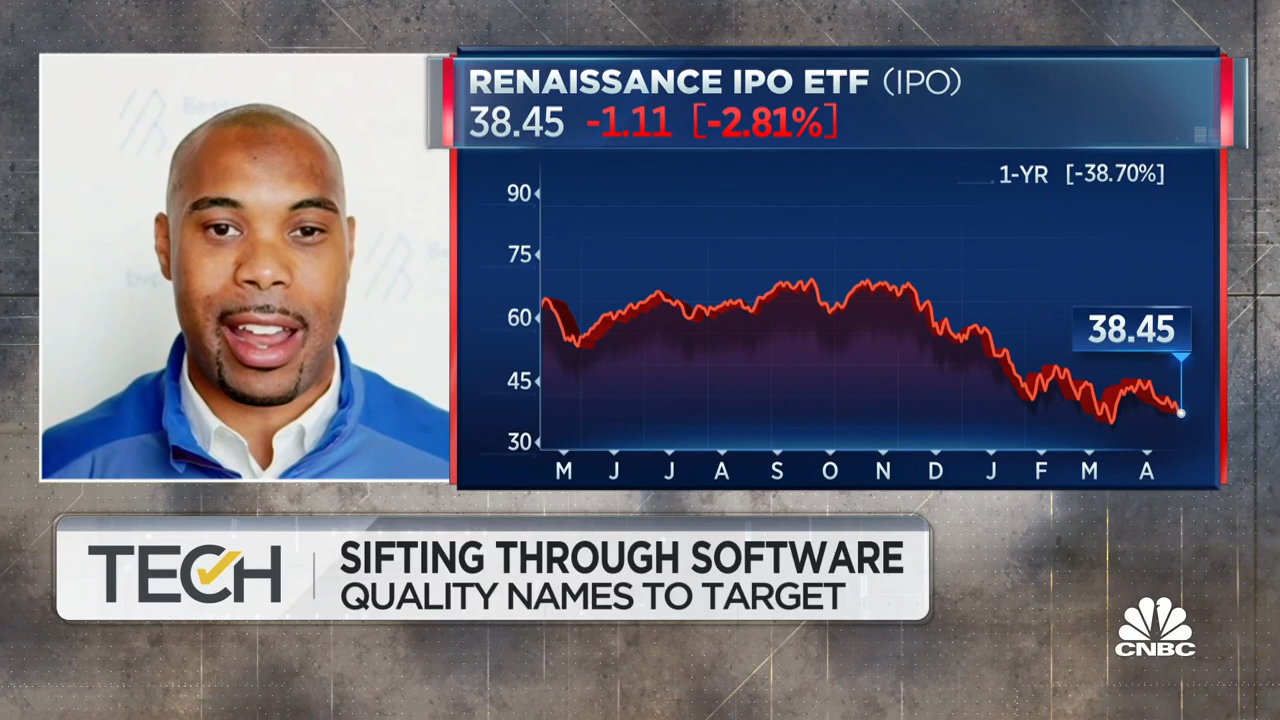 RENAISSANCE IPO ETF (IPO)
38.45 -1.11 [-2.81%]
1-YR [-38.70%]
90
75
60
45
30
38.45
M J J A S O N D J F M A
TECH
SIFTING THROUGH SOFTWARE
QUALITY NAMES TO TARGET
CNBC